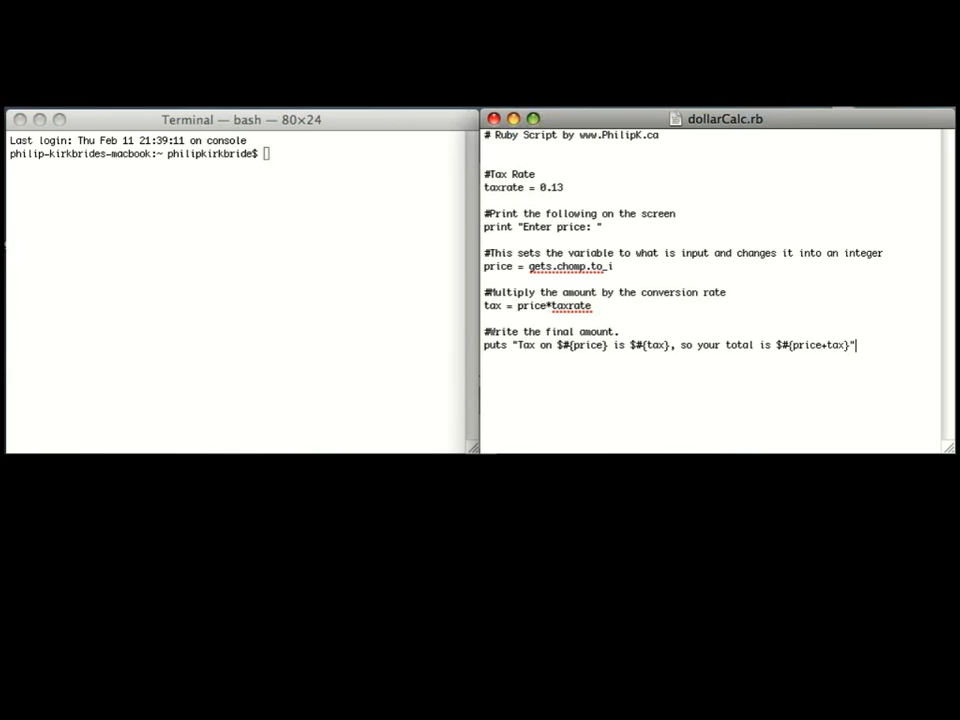 Terminal — bash — 80×24
Last login: Thu Feb 11 21:39:11 on console
philip-kirkbrides-macbook:~ philipkirkbride$
dollarCalc.rb
# Ruby Script by www.PhilipK.ca
#Tax Rate
taxrate = 0.13
#Print the following on the screen
print "Enter price: "
#This sets the variable to what is input and changes it into an integer
price = gets.chomp.to_i
#Multiply the amount by the conversion rate
tax = price*taxrate
#Write the final amount.
puts "Tax on $#{price} is $#{tax}, so your total is $#{price+tax}"